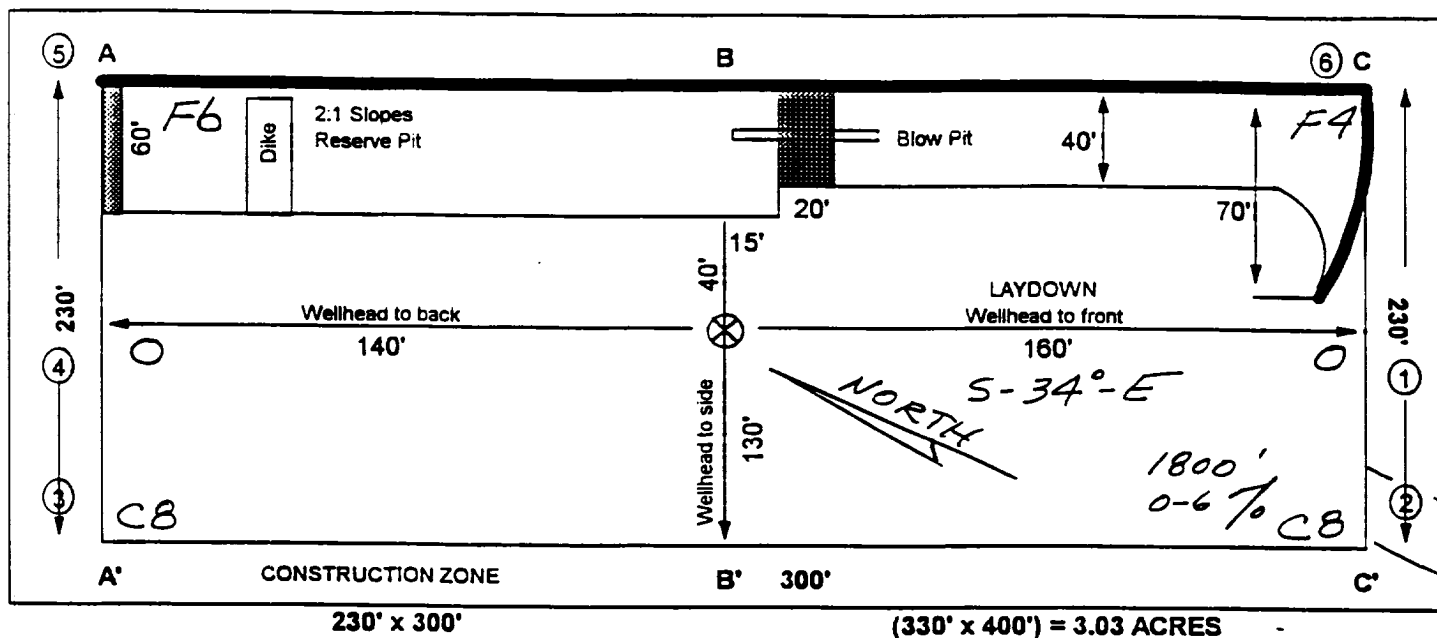 5 A B 6 C
60' F6 Dike 2:1 Slopes
Reserve Pit
Blow Pit
40'
F4
70'
20'
15'
40'
230'
Wellhead to back
140'
LAYDOWN
Wellhead to front
160'
230'
O
4
O
1
NORTH
S-34°-E
Wellhead to side
130'
1800'
0-6%
3
C8
2
C8
A' CONSTRUCTION ZONE B' 300' C'
230' x 300' (330' x 400') = 3.03 ACRES